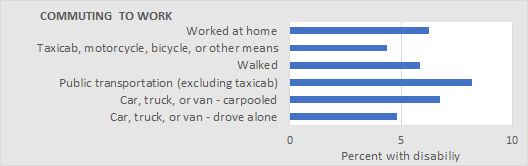 COMMUTING TO WORK
Worked at home
Taxicab, motorcycle, bicycle, or other means
Walked
Public transportation (excluding taxicab)
Car, truck, or van - carpooled
Car, truck, or van - drove alone
0 5 10
Percent with disabiliy